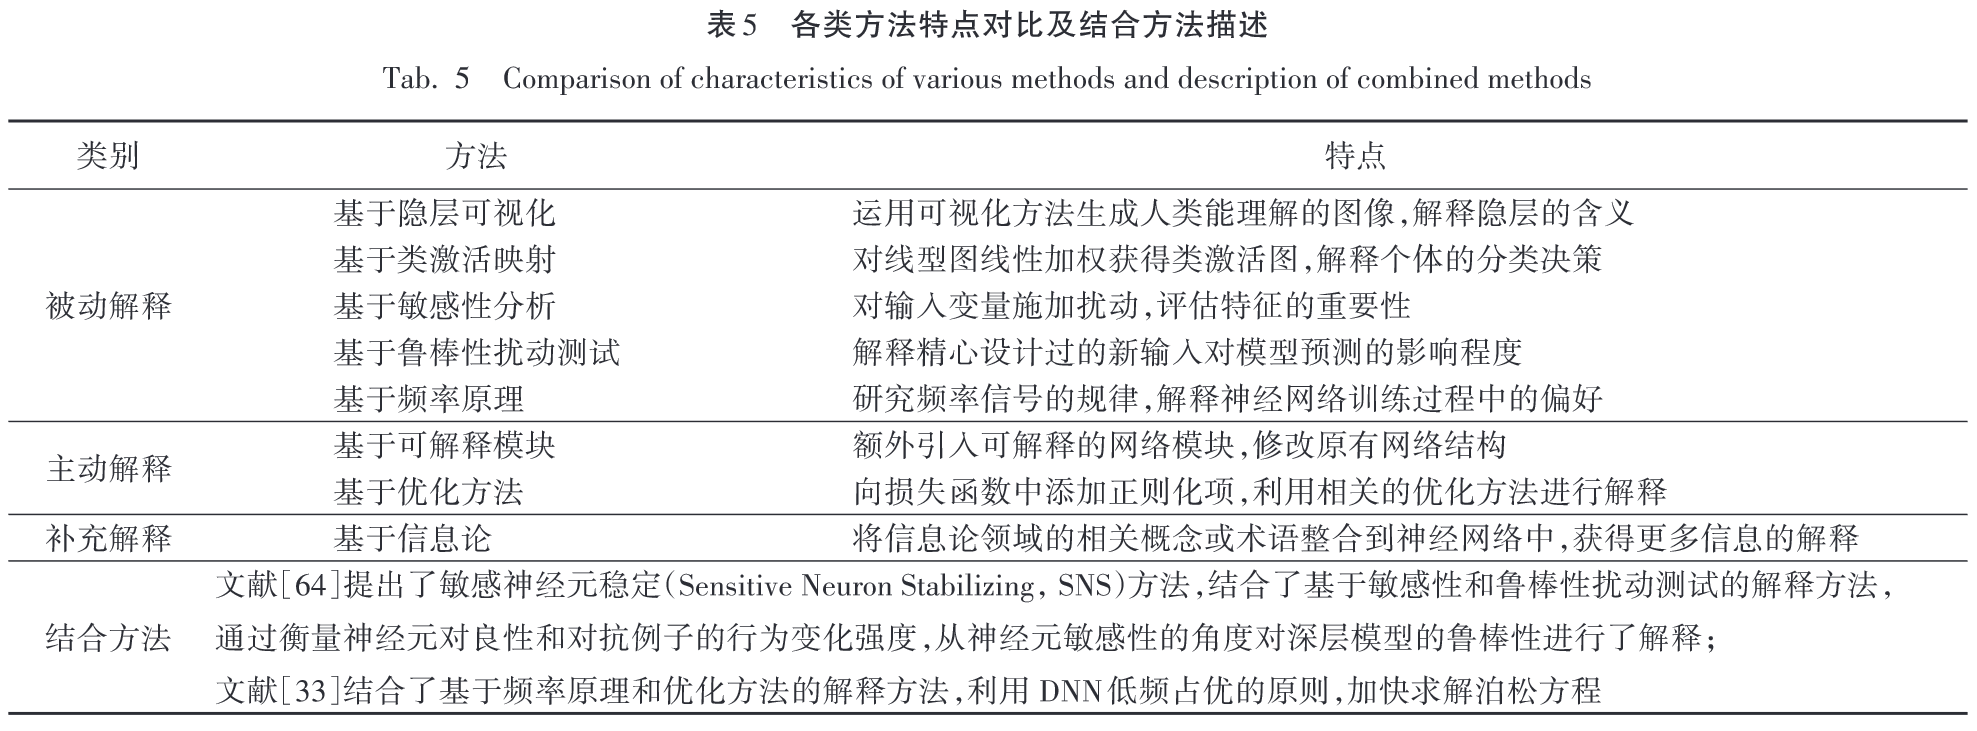 表5 各类方法特点对比及结合方法描述
Tab. 5 Comparison of characteristics of various methods and description of combined methods
类别 方法 特点
基于隐层可视化 运用可视化方法生成人类能理解的图像,解释隐层的含义
基于类激活映射 对线型图线性加权获得类激活图,解释个体的分类决策
被动解释 基于敏感性分析 对输入变量施加扰动,评估特征的重要性
基于鲁棒性扰动测试 解释精心设计过的新输入对模型预测的影响程度
基于频率原理 研究频率信号的规律,解释神经网络训练过程中的偏好
主动解释 基于可解释模块 额外引入可解释的网络模块,修改原有网络结构
基于优化方法 向损失函数中添加正则化项,利用相关的优化方法进行解释
补充解释 基于信息论 将信息论领域的相关概念或术语整合到神经网络中,获得更多信息的解释
文献[64]提出了敏感神经元稳定(Sensitive Neuron Stabilizing, SNS)方法,结合了基于敏感性和鲁棒性扰动测试的解释方法,
结合方法 通过衡量神经元对良性和对抗例子的行为变化强度,从神经元敏感性的角度对深层模型的鲁棒性进行了解释;
文献[33]结合了基于频率原理和优化方法的解释方法,利用DNN低频占优的原则,加快求解泊松方程